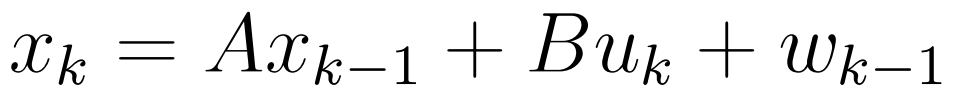 x_k = Ax_{k-1} + Bu_k + w_{k-1}